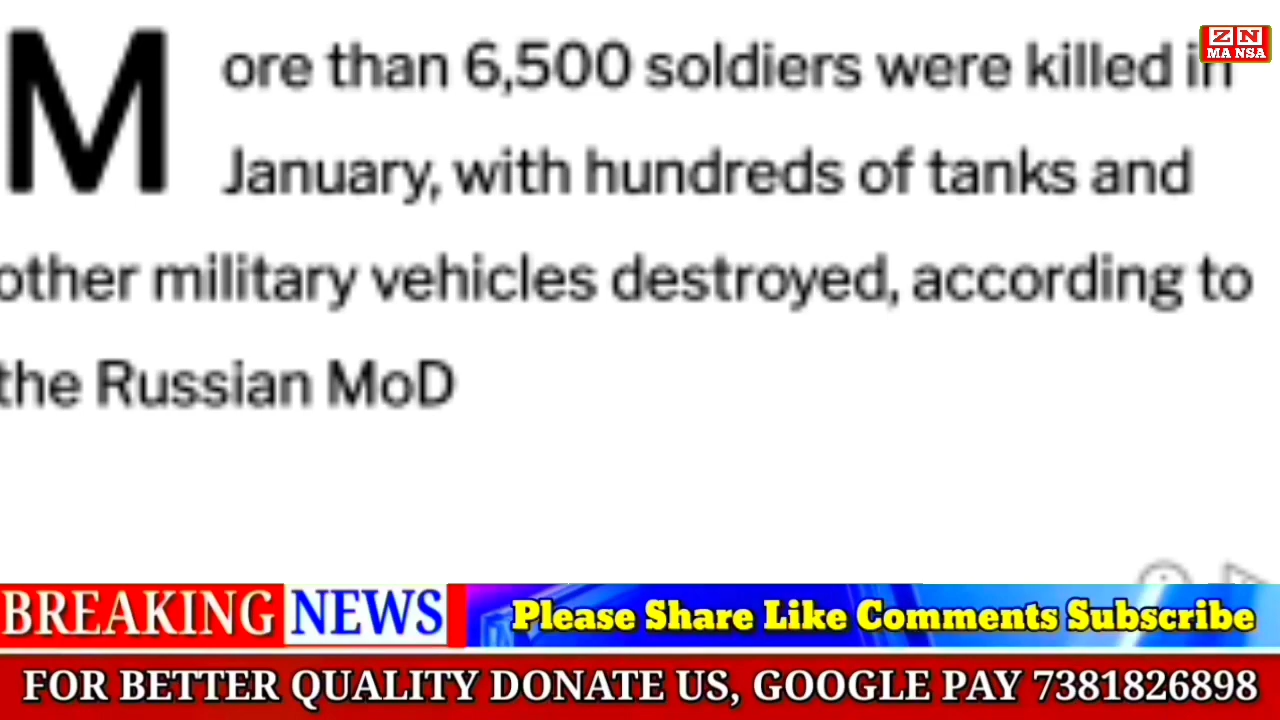 More than 6,500 soldiers were killed in
January, with hundreds of tanks and
other military vehicles destroyed, according to
the Russian MoD
ZN
MANSA
BREAKING NEWS
Please Share Like Comments Subscribe
FOR BETTER QUALITY DONATE US, GOOGLE PAY 7381826898